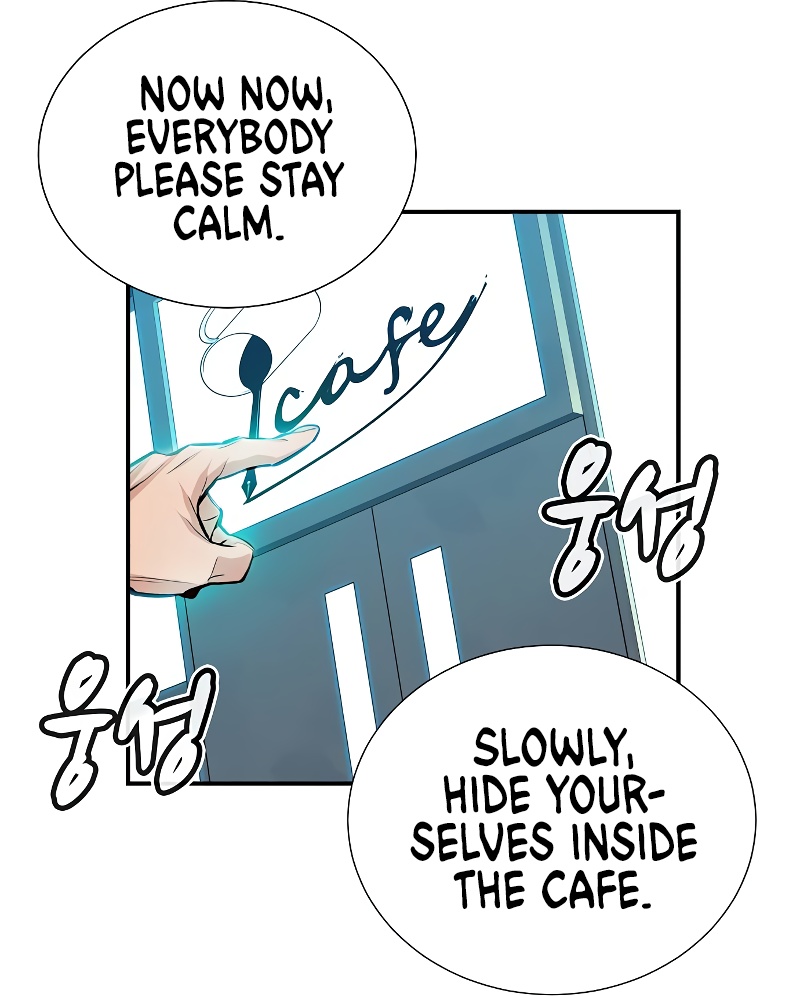 NOW NOW,
EVERYBODY
PLEASE STAY
CALM.
cafe
웅성
웅성
SLOWLY,
HIDE YOUR-
SELVES INSIDE
THE CAFE.